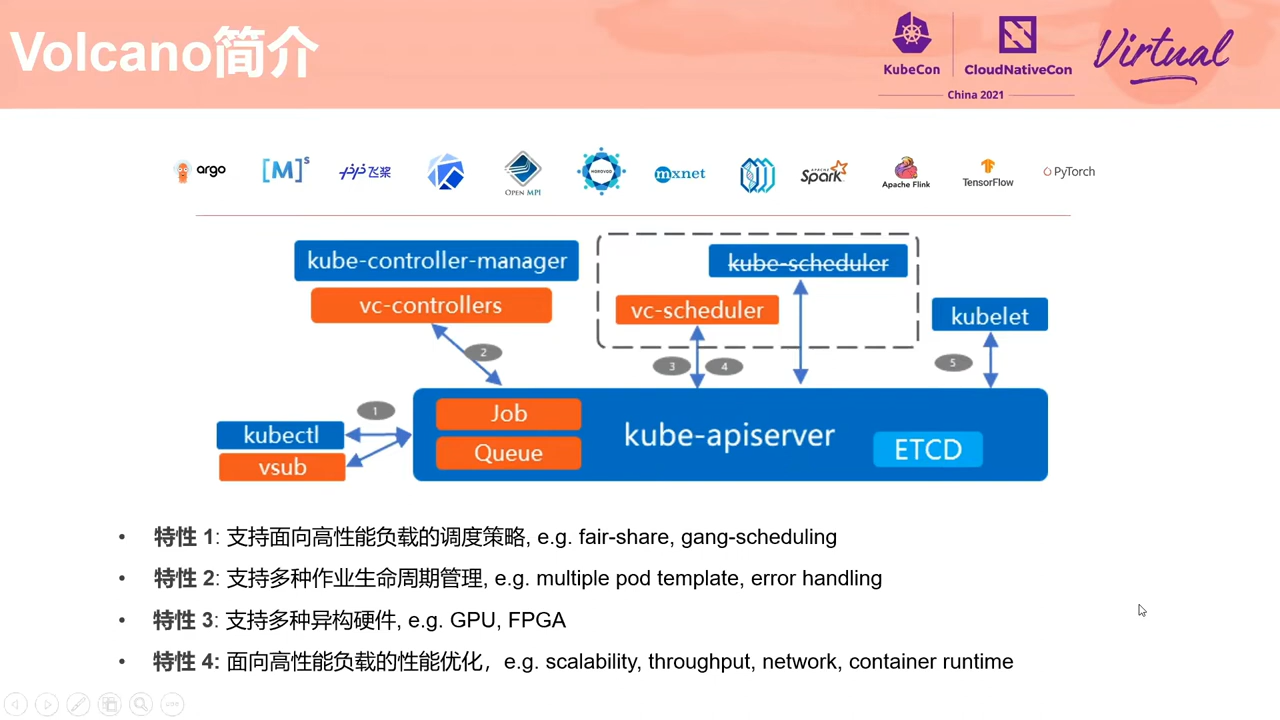 Volcano简介
KubeCon
CloudNativeCon
China 2021
Virtual
argo
[M]s
飞桨
OPEN MPI
HOROVOD
mxnet
APACHE Spark
Apache Flink
TensorFlow
PyTorch
kube-controller-manager
vc-controllers
kube-scheduler
vc-scheduler
kubelet
2
3
4
5
1
kubectl
vsub
Job
Queue
kube-apiserver
ETCD
• 特性 1: 支持面向高性能负载的调度策略, e.g. fair-share, gang-scheduling
• 特性 2: 支持多种作业生命周期管理, e.g. multiple pod template, error handling
• 特性 3: 支持多种异构硬件, e.g. GPU, FPGA
• 特性 4: 面向高性能负载的性能优化，e.g. scalability, throughput, network, container runtime